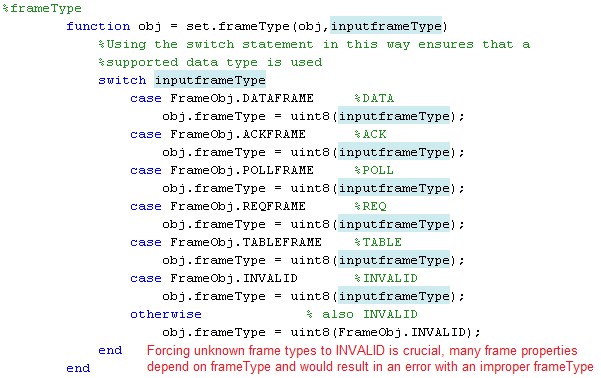 %frameType
function obj = set.frameType(obj,inputframeType)
%Using the switch statement in this way ensures that a
%supported data type is used
switch inputframeType
case FrameObj.DATAFRAME %DATA
obj.frameType = uint8(inputframeType);
case FrameObj.ACKFRAME %ACK
obj.frameType = uint8(inputframeType);
case FrameObj.POLLFRAME %POLL
obj.frameType = uint8(inputframeType);
case FrameObj.REQFRAME %REQ
obj.frameType = uint8(inputframeType);
case FrameObj.TABLEFRAME %TABLE
obj.frameType = uint8(inputframeType);
case FrameObj.INVALID %INVALID
obj.frameType = uint8(inputframeType);
otherwise % also INVALID
obj.frameType = uint8(FrameObj.INVALID);
end Forcing unknown frame types to INVALID is crucial, many frame properties
depend on frameType and would result in an error with an improper frameType
end